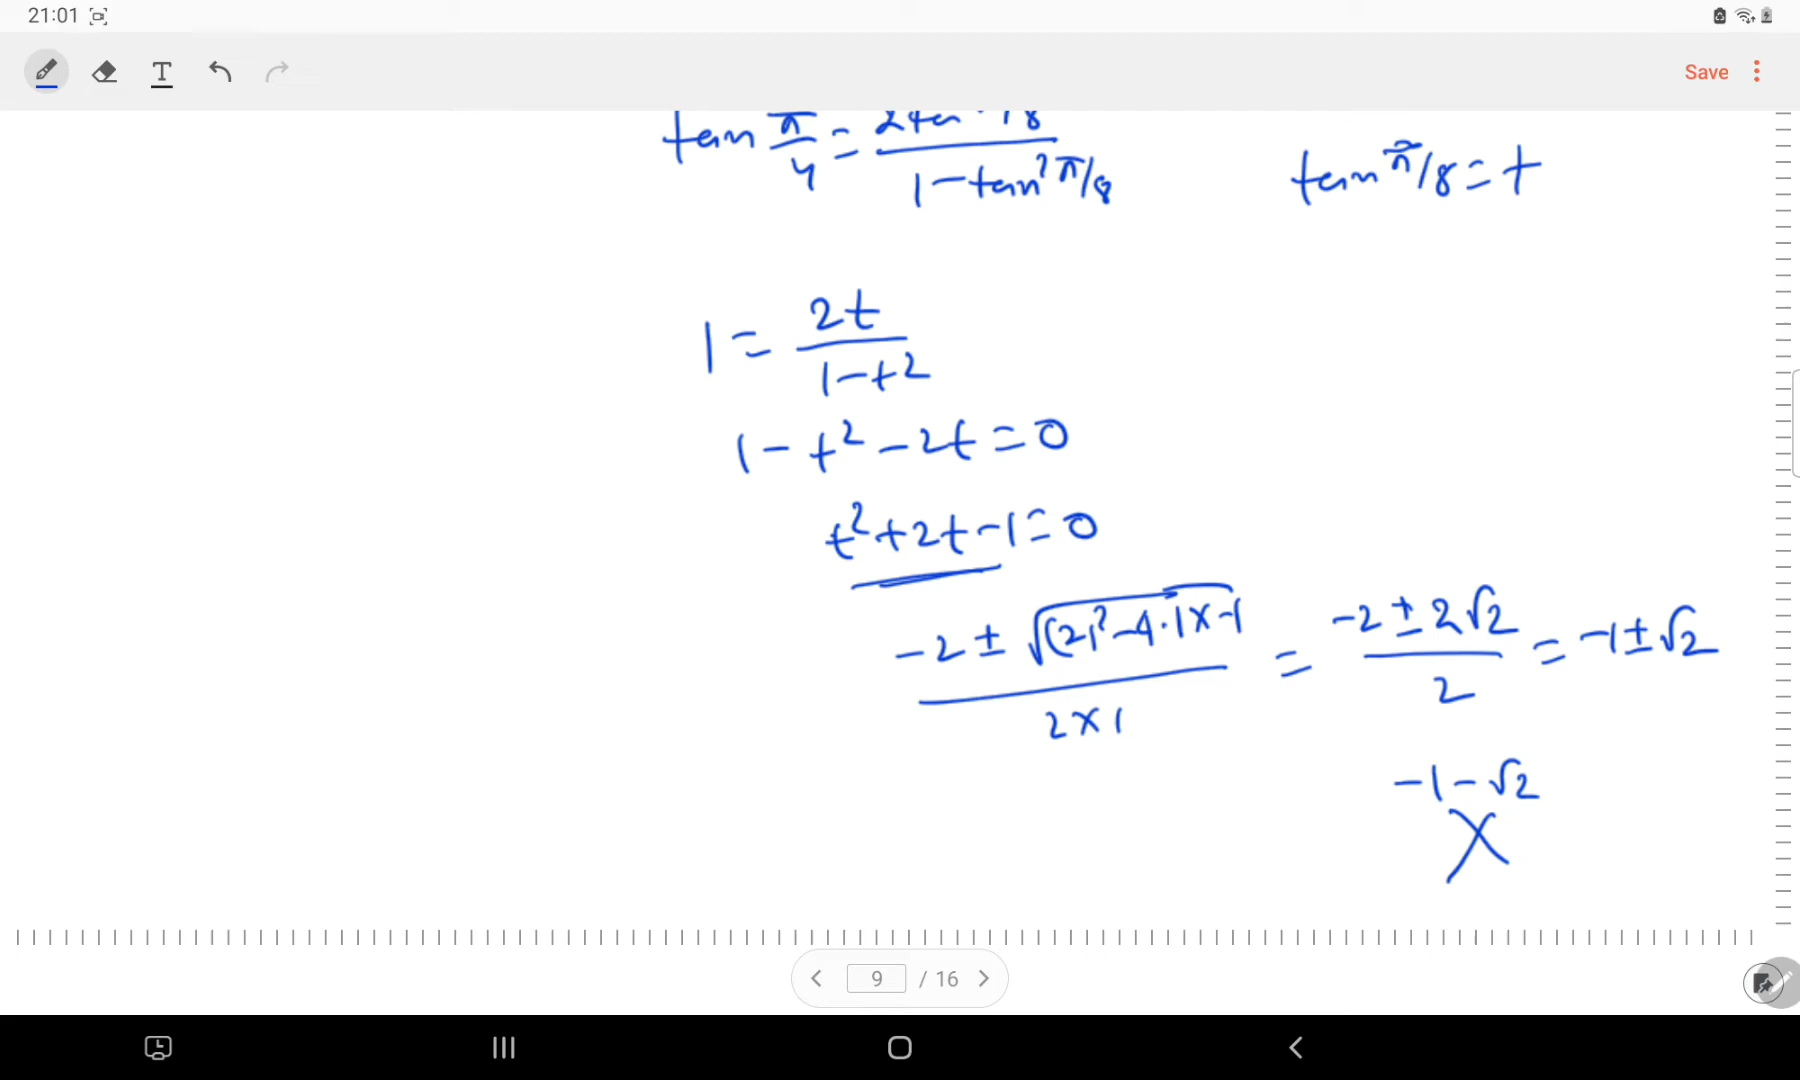 21:01
T
Save
tan π/4 = 2tan π/8 / 1-tan²π/8
tan π/8 = t
1 = 2t / 1-t²
1 - t² - 2t = 0
t² + 2t - 1 = 0
-2 ± √(2)² - 4·1×-1 / 2×1 = -2 ± 2√2 / 2 = -1 ± √2
-1 - √2
X
9 / 16